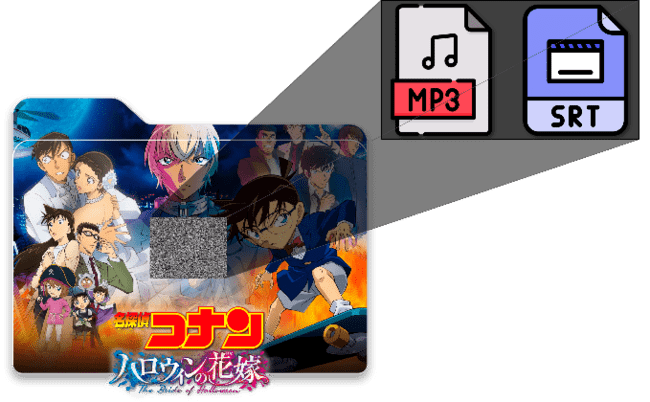 MP3
SRT
名探偵
コナン
ハロウィンの花嫁
The Bride of Halloween